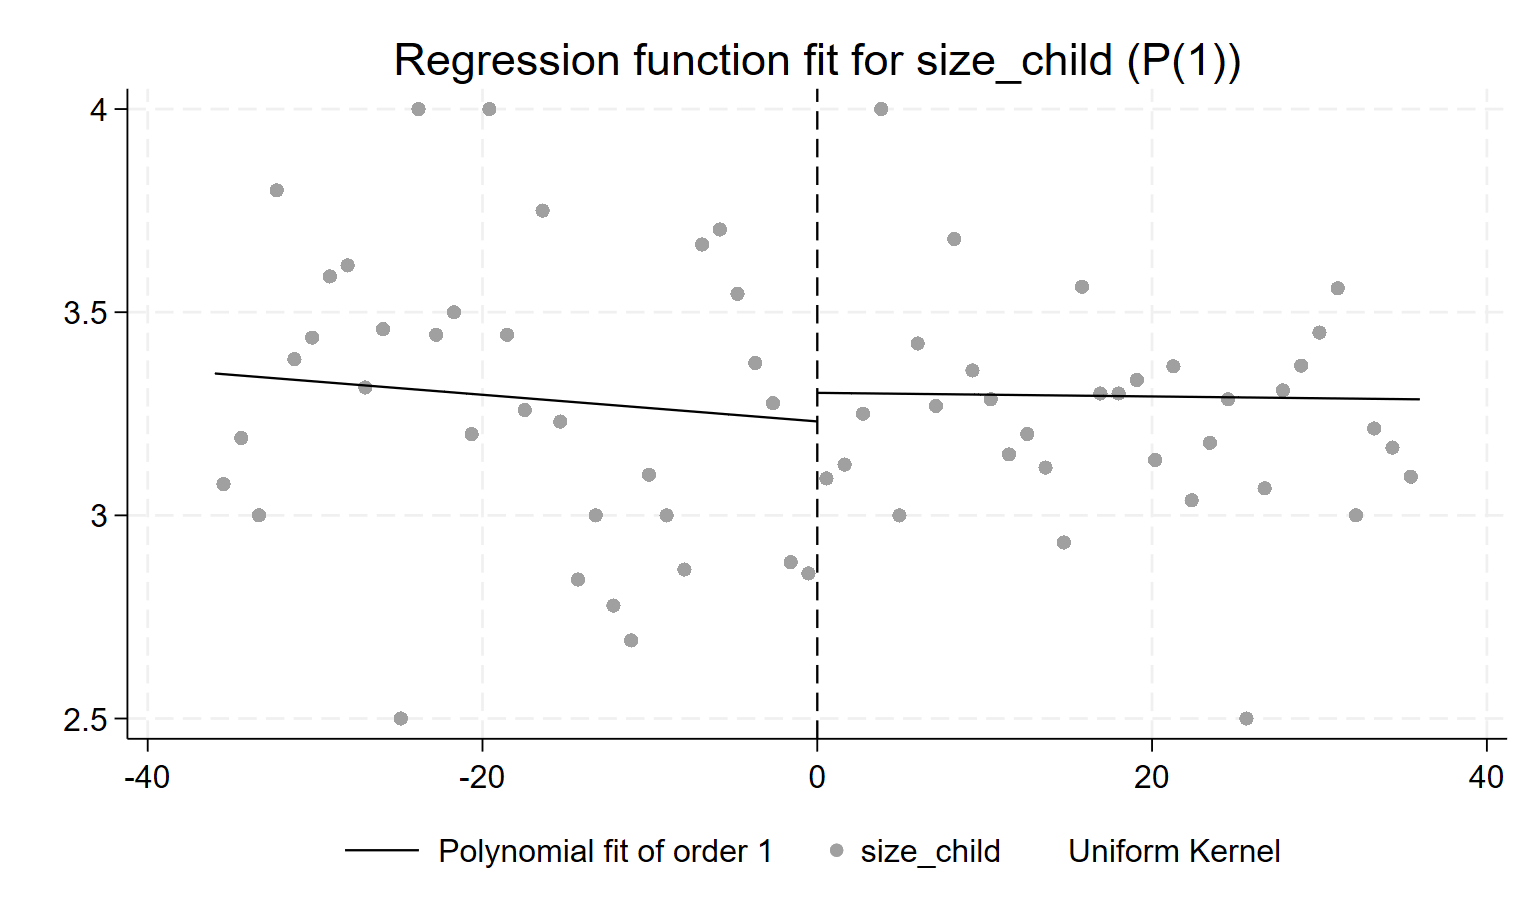 Regression function fit for size_child (P(1))
4
3.5
3
2.5
-40 -20 0 20 40
Polynomial fit of order 1 size_child Uniform Kernel